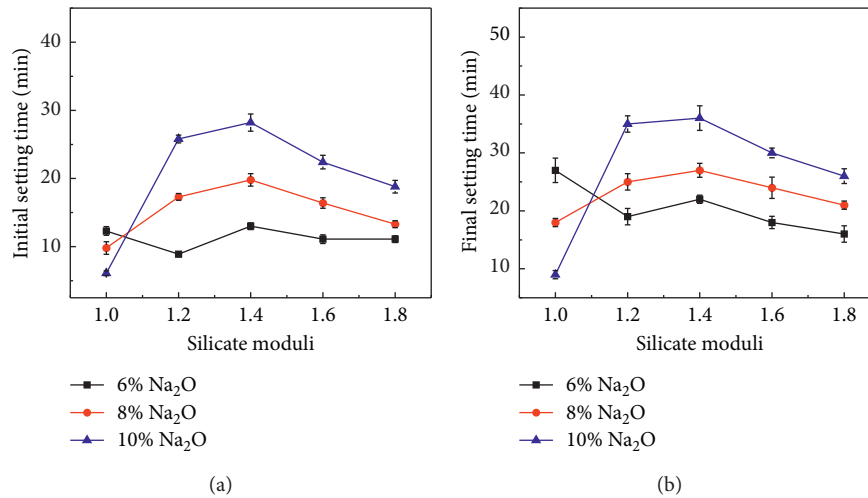 40
30
20
10
Initial setting time (min)
1.0 1.2 1.4 1.6 1.8
Silicate moduli
6% Na₂O
8% Na₂O
10% Na₂O
(a)
50
40
30
20
10
Final setting time (min)
1.0 1.2 1.4 1.6 1.8
Silicate moduli
6% Na₂O
8% Na₂O
10% Na₂O
(b)